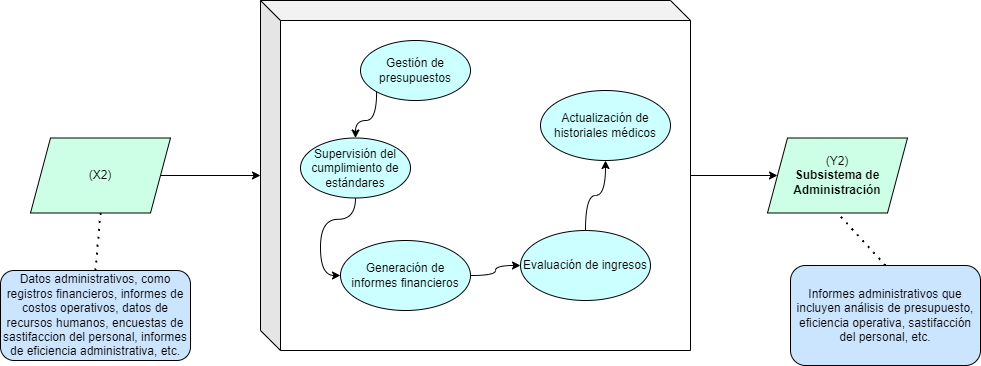 Gestión de
presupuestos
Actualización de
historiales médicos
Supervisión del
cumplimiento de
estándares
(X2)
(Y2)
Subsistema de
Administración
Generación de
informes financieros
Evaluación de ingresos
Datos administrativos, como
registros financieros, informes de
costos operativos, datos de
recursos humanos, encuestas de
sastifaccion del personal, informes
de eficiencia administrativa, etc.
Informes administrativos que
incluyen análisis de presupuesto,
eficiencia operativa, sastifacción
del personal, etc.